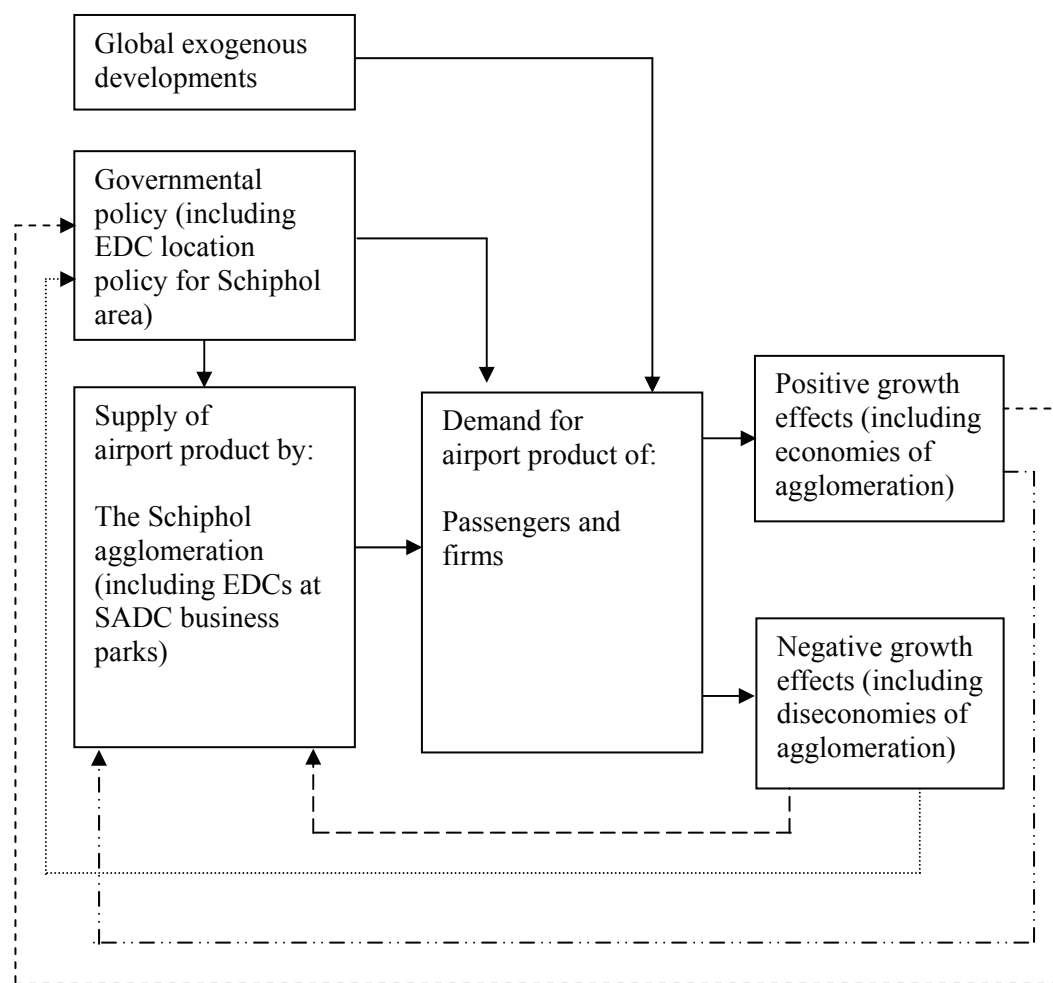 Global exogenous
developments
Governmental
policy (including
EDC location
policy for Schiphol
area)
Supply of
airport product by:
The Schiphol
agglomeration
(including EDCs at
SADC business
parks)
Demand for
airport product of:
Passengers and
firms
Positive growth
effects (including
economies of
agglomeration)
Negative growth
effects (including
diseconomies of
agglomeration)